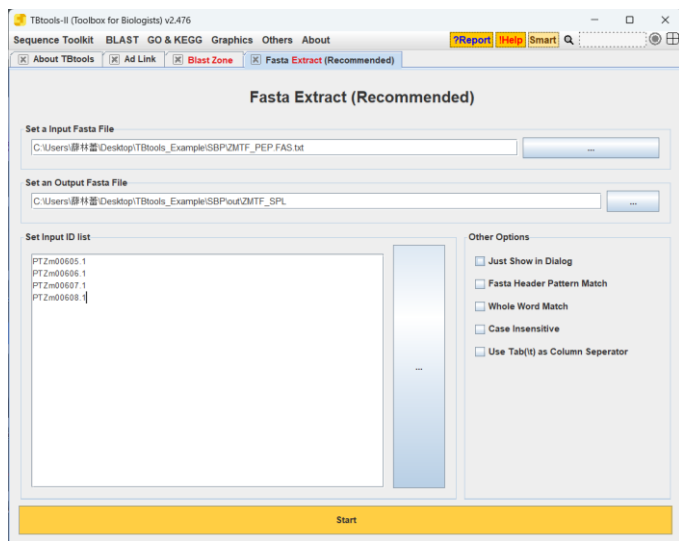 TBtools-II (Toolbox for Biologists) v2.476
Sequence Toolkit BLAST GO & KEGG Graphics Others About ?Report !Help Smart
About TBtools Ad Link Blast Zone Fasta Extract (Recommended)
Fasta Extract (Recommended)
Set a Input Fasta File
C:\Users\薛林蕾\Desktop\TBtools_Example\SBP\ZMTF_PEP.FAS.txt ...
Set an Output Fasta File
C:\Users\薛林蕾\Desktop\TBtools_Example\SBP\out\ZMTF_SPL ...
Set Input ID list
PTZm00605.1
PTZm00606.1
PTZm00607.1
PTZm00608.1
...
Other Options
Just Show in Dialog
Fasta Header Pattern Match
Whole Word Match
Case Insensitive
Use Tab(\t) as Column Seperator
Start